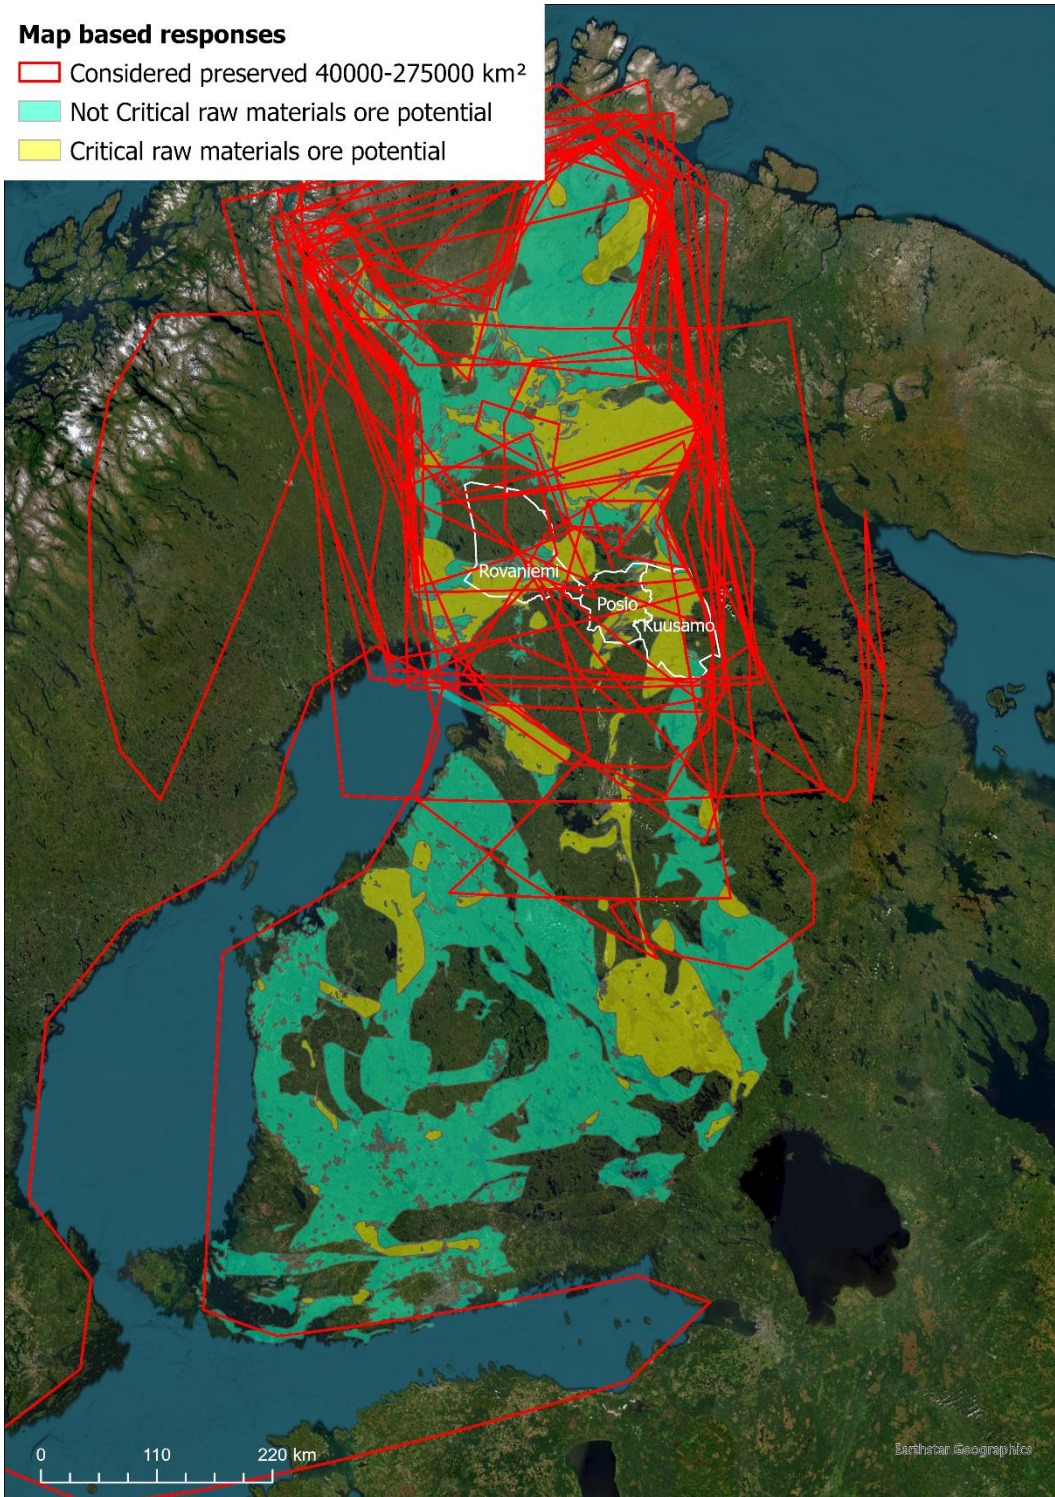 Map based responses
Considered preserved 40000-275000 km²
Not Critical raw materials ore potential
Critical raw materials ore potential
Rovaniemi
Posio
Kuusamo
0 110 220 km
Earthstar Geographics